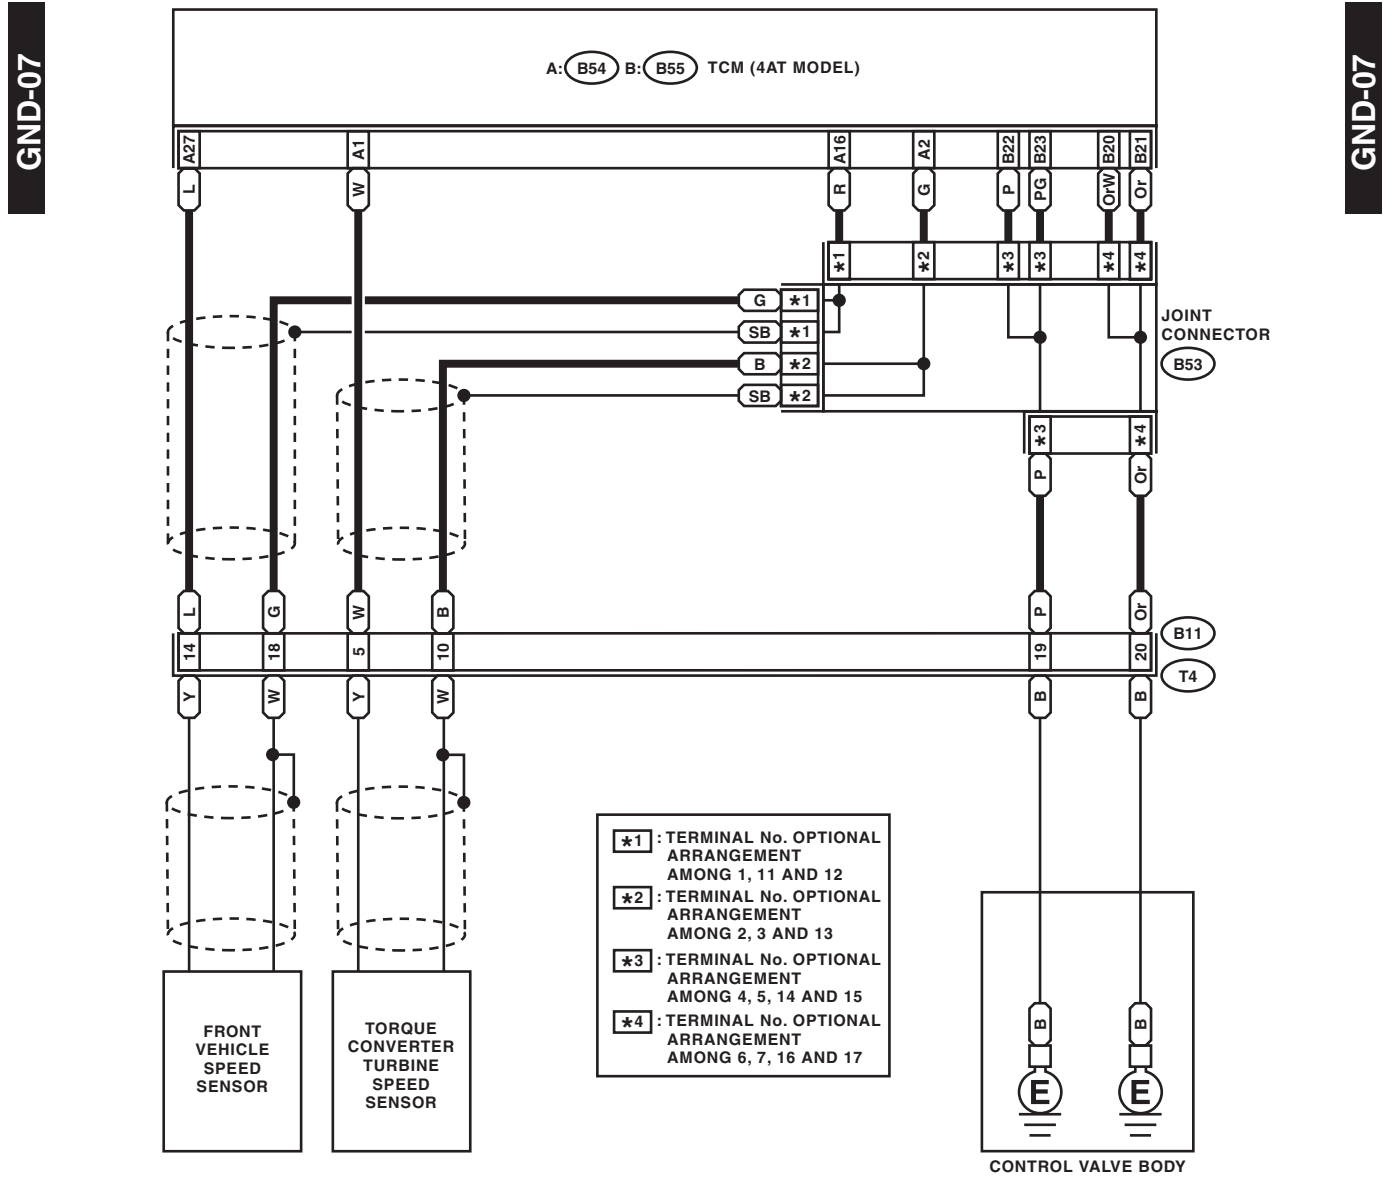 GND-07
GND-07
A: B54 B: B55 TCM (4AT MODEL)
A27 A1 A16 A2 B22 B23 B20 B21
L W R G P PG OrW Or
*1 *2 *3 *3 *4 *4
G *1
SB *1
B *2
SB *2
JOINT
CONNECTOR
B53
*3 *4
P Or
L G W B P Or
B11
14 18 5 10 19 20
T4
Y W Y W B B
*1 : TERMINAL No. OPTIONAL
ARRANGEMENT
AMONG 1, 11 AND 12
*2 : TERMINAL No. OPTIONAL
ARRANGEMENT
AMONG 2, 3 AND 13
*3 : TERMINAL No. OPTIONAL
ARRANGEMENT
AMONG 4, 5, 14 AND 15
*4 : TERMINAL No. OPTIONAL
ARRANGEMENT
AMONG 6, 7, 16 AND 17
FRONT
VEHICLE
SPEED
SENSOR
TORQUE
CONVERTER
TURBINE
SPEED
SENSOR
B B
E E
CONTROL VALVE BODY